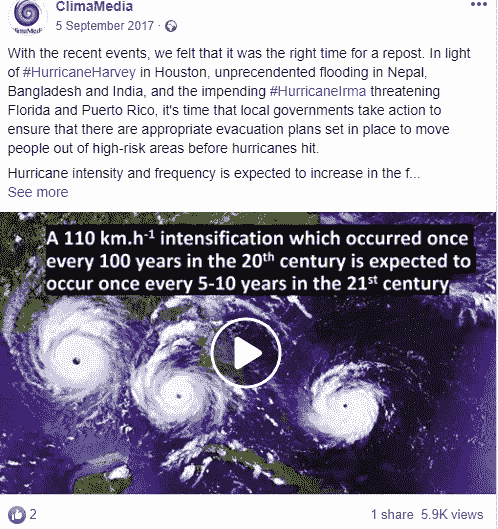 ClimaMedia
5 September 2017 ·
With the recent events, we felt that it was the right time for a repost. In light
of #HurricaneHarvey in Houston, unprecendented flooding in Nepal,
Bangladesh and India, and the impending #HurricaneIrma threatening
Florida and Puerto Rico, it's time that local governments take action to
ensure that there are appropriate evacuation plans set in place to move
people out of high-risk areas before hurricanes hit.
Hurricane intensity and frequency is expected to increase in the f...
See more
A 110 km.h⁻¹ intensification which occurred once
every 100 years in the 20ᵗʰ century is expected to
occur once every 5-10 years in the 21ˢᵗ century
2
1 share 5.9K views